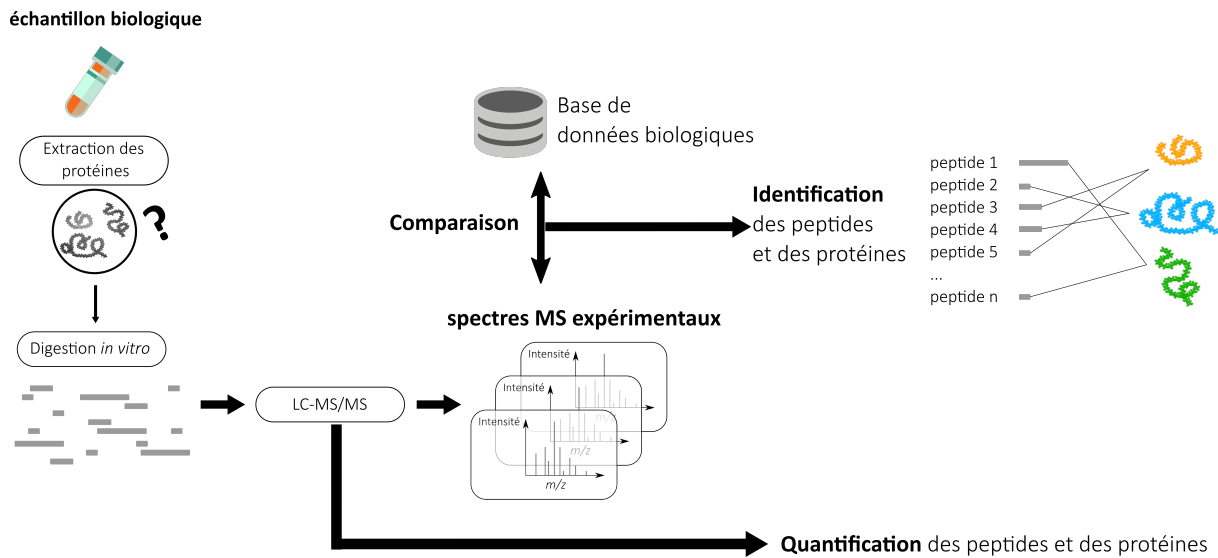 échantillon biologique
Extraction des
protéines
?
Digestion in vitro
LC-MS/MS
Base de
données biologiques
Comparaison
Identification
des peptides
et des protéines
peptide 1
peptide 2
peptide 3
peptide 4
peptide 5
...
peptide n
spectres MS expérimentaux
Intensité
m/z
Intensité
m/z
Intensité
m/z
Quantification des peptides et des protéines